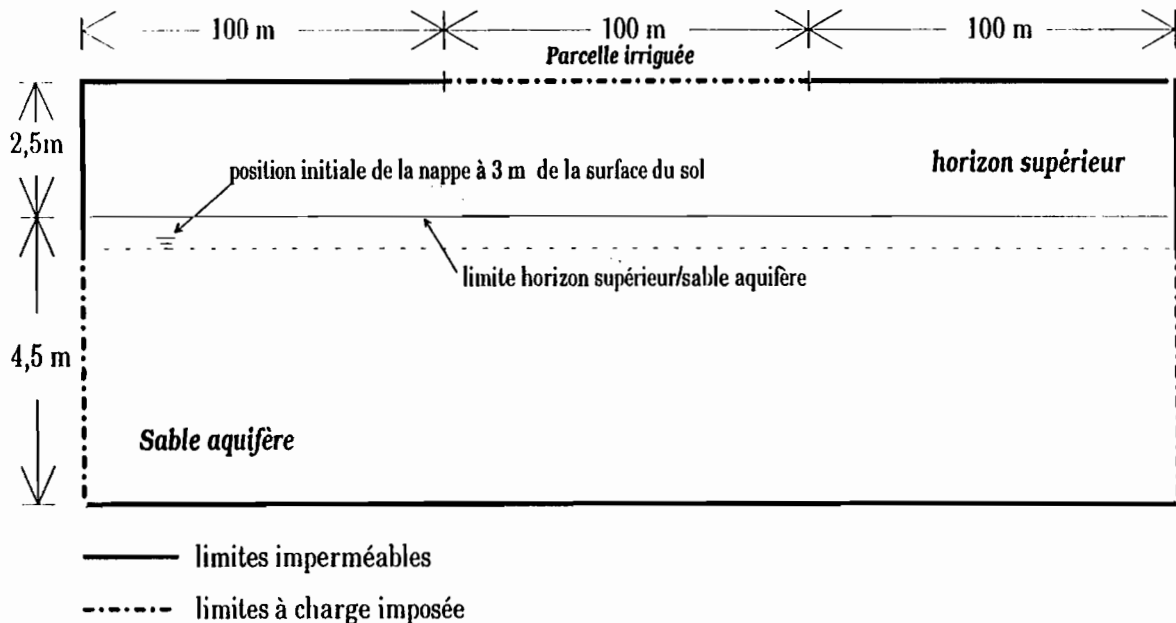 100 m 100 m 100 m
Parcelle irriguée
2,5m
position initiale de la nappe à 3 m de la surface du sol
horizon supérieur
limite horizon supérieur/sable aquifère
4,5 m
Sable aquifère
limites imperméables
limites à charge imposée